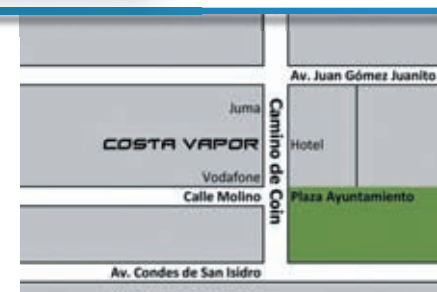 Av. Juan Gómez Juanito
Juma
Camino de Coin
COSTA VAPOR
Hotel
Vodafone
Calle Molino
Plaza Ayuntamiento
Av. Condes de San Isidro